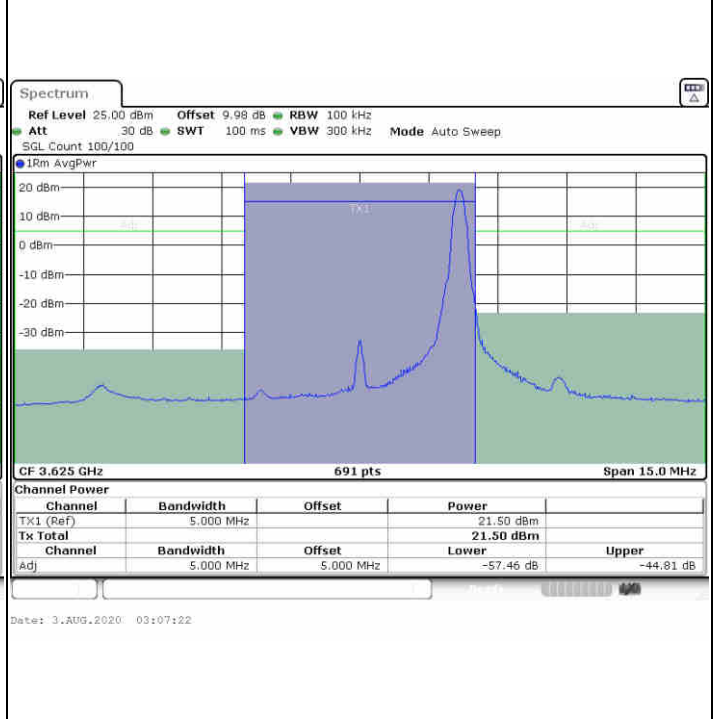 Spectrum
Ref Level 25.00 dBm Offset 9.98 dB RBW 100 kHz
Att 30 dB SWT 100 ms VBW 300 kHz Mode Auto Sweep
SGL Count 100/100
1Rm AvgPwr
20 dBm
TX1
10 dBm
Adj Adj
0 dBm
-10 dBm
-20 dBm
-30 dBm
CF 3.625 GHz 691 pts Span 15.0 MHz
Channel Power
Channel Bandwidth Offset Power
TX1 (Ref) 5.000 MHz 21.50 dBm
Tx Total 21.50 dBm
Channel Bandwidth Offset Lower Upper
Adj 5.000 MHz 5.000 MHz -57.46 dB -44.81 dB
Date: 3.AUG.2020 03:07:22